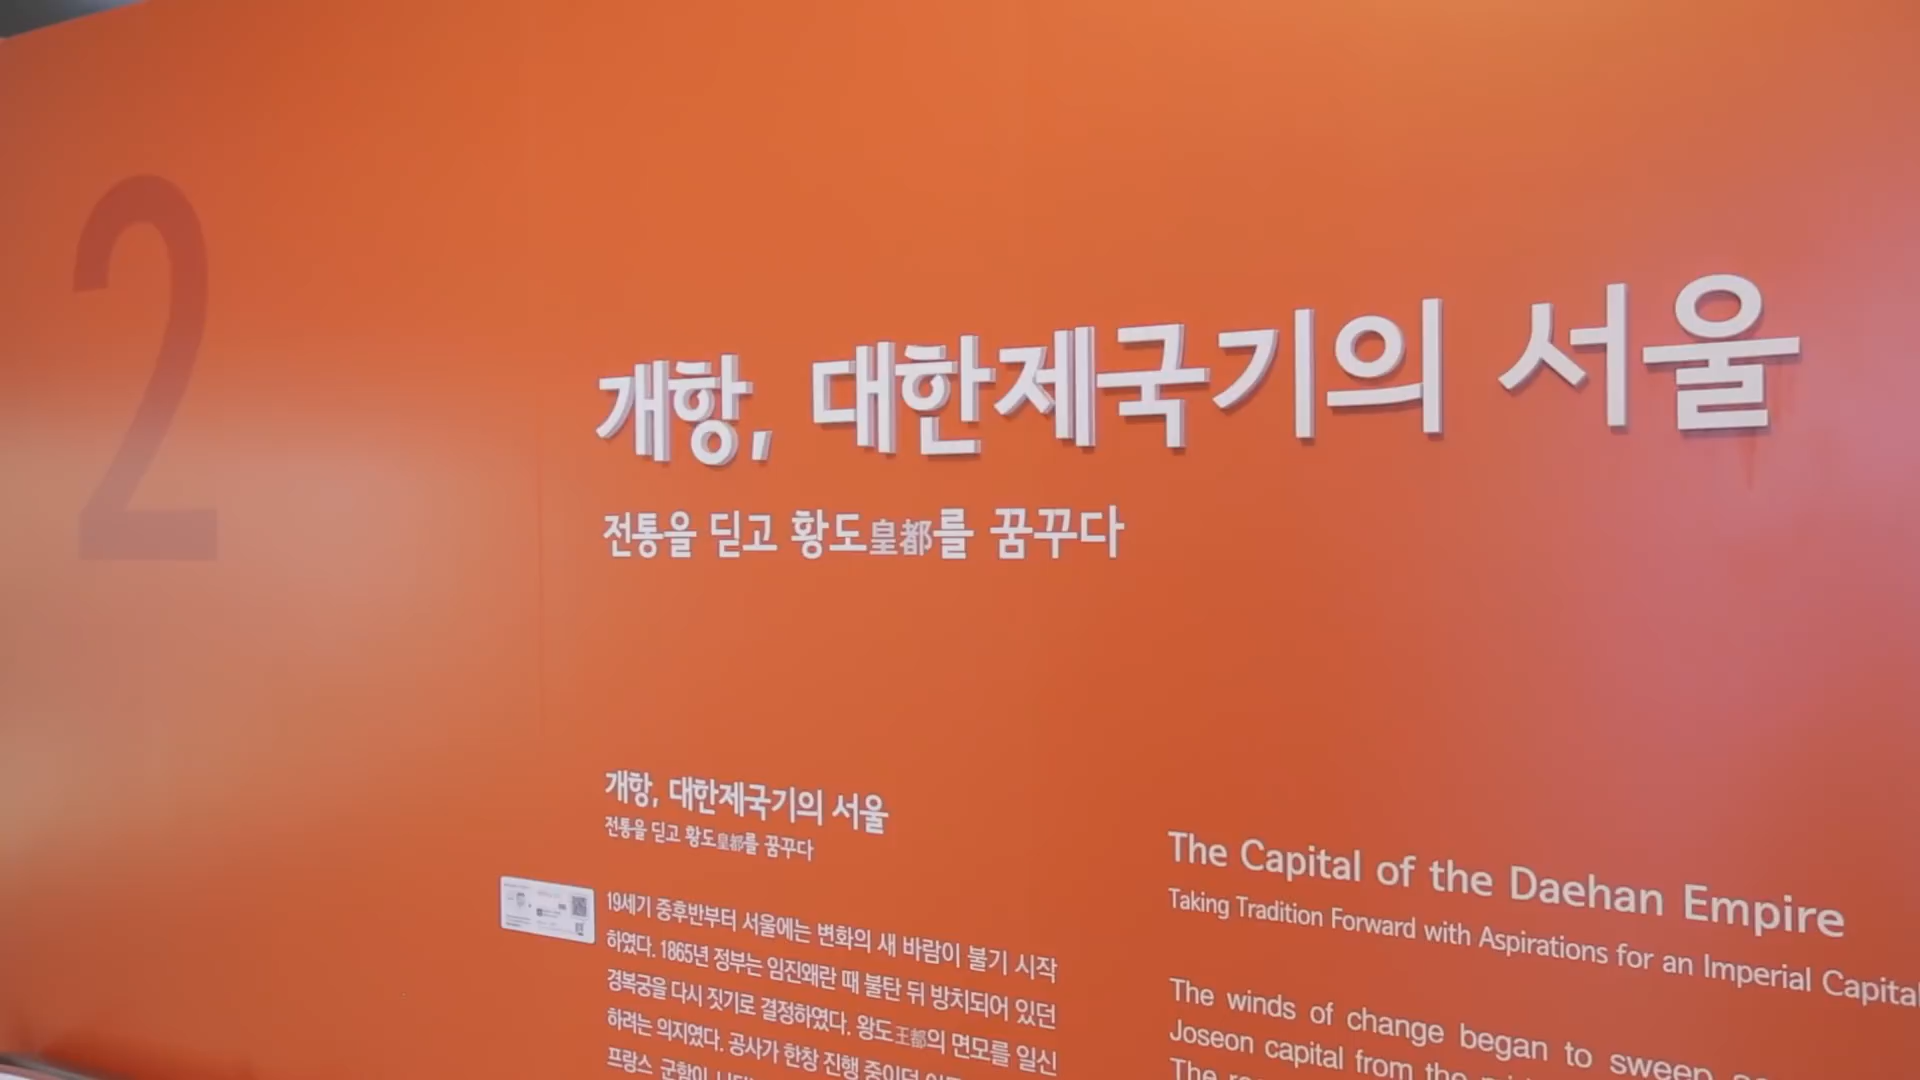 2
개항, 대한제국기의 서울
전통을 딛고 황도皇都를 꿈꾸다
개항, 대한제국기의 서울
전통을 딛고 황도皇都를 꿈꾸다
19세기 중후반부터 서울에는 변화의 새 바람이 불기 시작
하였다. 1865년 정부는 임진왜란 때 불탄 뒤 방치되어 있던
경복궁을 다시 짓기로 결정하였다. 왕도王都의 면모를 일신
하려는 의지였다. 공사가 한창 진행 중이던
프랑스 군함이
The Capital of the Daehan Empire
Taking Tradition Forward with Aspirations for an Imperial Capital
The winds of change began to sweep
Joseon capital from the
The